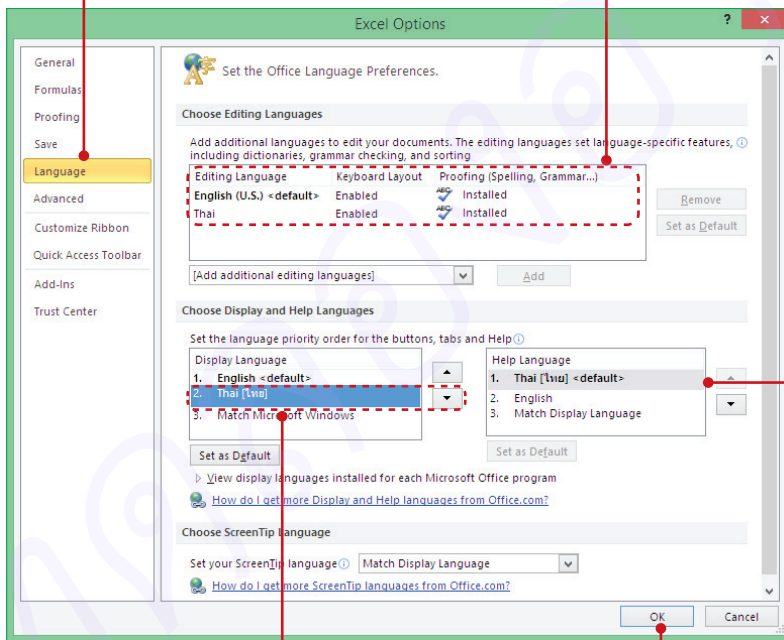 Excel Options
?
×
General
Formulas
Proofing
Save
Language
Advanced
Customize Ribbon
Quick Access Toolbar
Add-Ins
Trust Center
Set the Office Language Preferences.
Choose Editing Languages
Add additional languages to edit your documents. The editing languages set language-specific features,
including dictionaries, grammar checking, and sorting
Editing Language Keyboard Layout Proofing (Spelling, Grammar...)
English (U.S.) <default> Enabled Installed
Thai Enabled Installed
Remove
Set as Default
[Add additional editing languages] Add
Choose Display and Help Languages
Set the language priority order for the buttons, tabs and Help
Display Language
1. English <default>
2. Thai [ไทย]
3. Match Microsoft Windows
Set as Default
Help Language
1. Thai [ไทย] <default>
2. English
3. Match Display Language
Set as Default
View display languages installed for each Microsoft Office program
How do I get more Display and Help languages from Office.com?
Choose ScreenTip Language
Set your ScreenTip language Match Display Language
How do I get more ScreenTip languages from Office.com?
OK Cancel